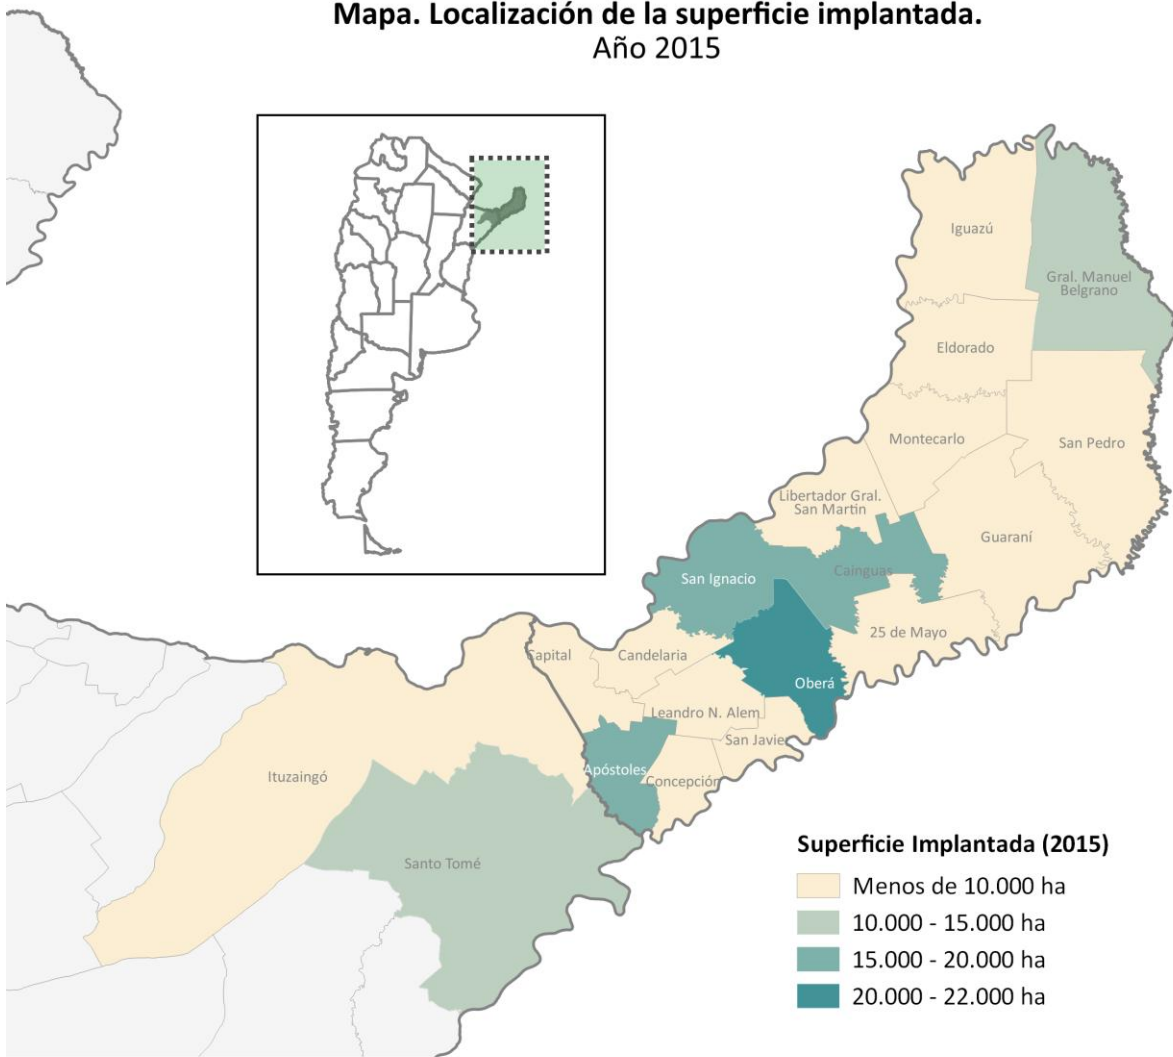 Mapa. Localización de la superficie implantada.
Año 2015
Iguazú
Gral. Manuel
Belgrano
Eldorado
Montecarlo
San Pedro
Libertador Gral.
San Martín
Guaraní
San Ignacio
Cainguas
25 de Mayo
Capital
Candelaria
Oberá
Leandro N. Alem
San Javier
Apóstoles
Concepción
Ituzaingó
Santo Tomé
Superficie Implantada (2015)
Menos de 10.000 ha
10.000 - 15.000 ha
15.000 - 20.000 ha
20.000 - 22.000 ha